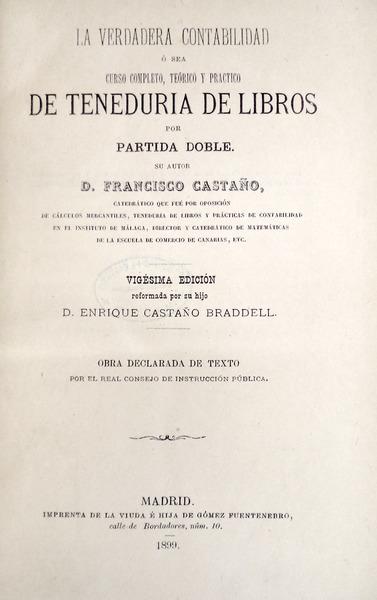 LA VERDADERA CONTABILIDAD
Ó SEA
CURSO COMPLETO, TEÓRICO Y PRACTICO
DE TENEDURIA DE LIBROS
POR
PARTIDA DOBLE.
SU AUTOR
D. FRANCISCO CASTAÑO,
CATEDRÁTICO QUE FUÉ POR OPOSICIÓN
DE CÁLCULOS MERCANTILES, TENEDURÍA DE LIBROS Y PRÁCTICAS DE CONTABILIDAD
EN EL INSTITUTO DE MÁLAGA, DIRECTOR Y CATEDRÁTICO DE MATEMÁTICAS
DE LA ESCUELA DE COMERCIO DE CANARIAS, ETC.
VIGÉSIMA EDICIÓN
reformada por su hijo
D. ENRIQUE CASTAÑO BRADDELL.
OBRA DECLARADA DE TEXTO
POR EL REAL CONSEJO DE INSTRUCCIÓN PÚBLICA.
MADRID.
IMPRENTA DE LA VIUDA É HIJA DE GÓMEZ FUENTENEBRO,
calle de Bordadores, núm. 10.
1899.